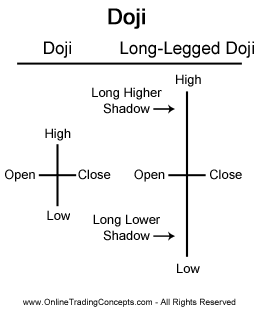 Doji
Doji Long-Legged Doji
High
Long Higher
Shadow
High
Open Close Open Close
Low
Long Lower
Shadow
Low
www.OnlineTradingConcepts.com - All Rights Reserved